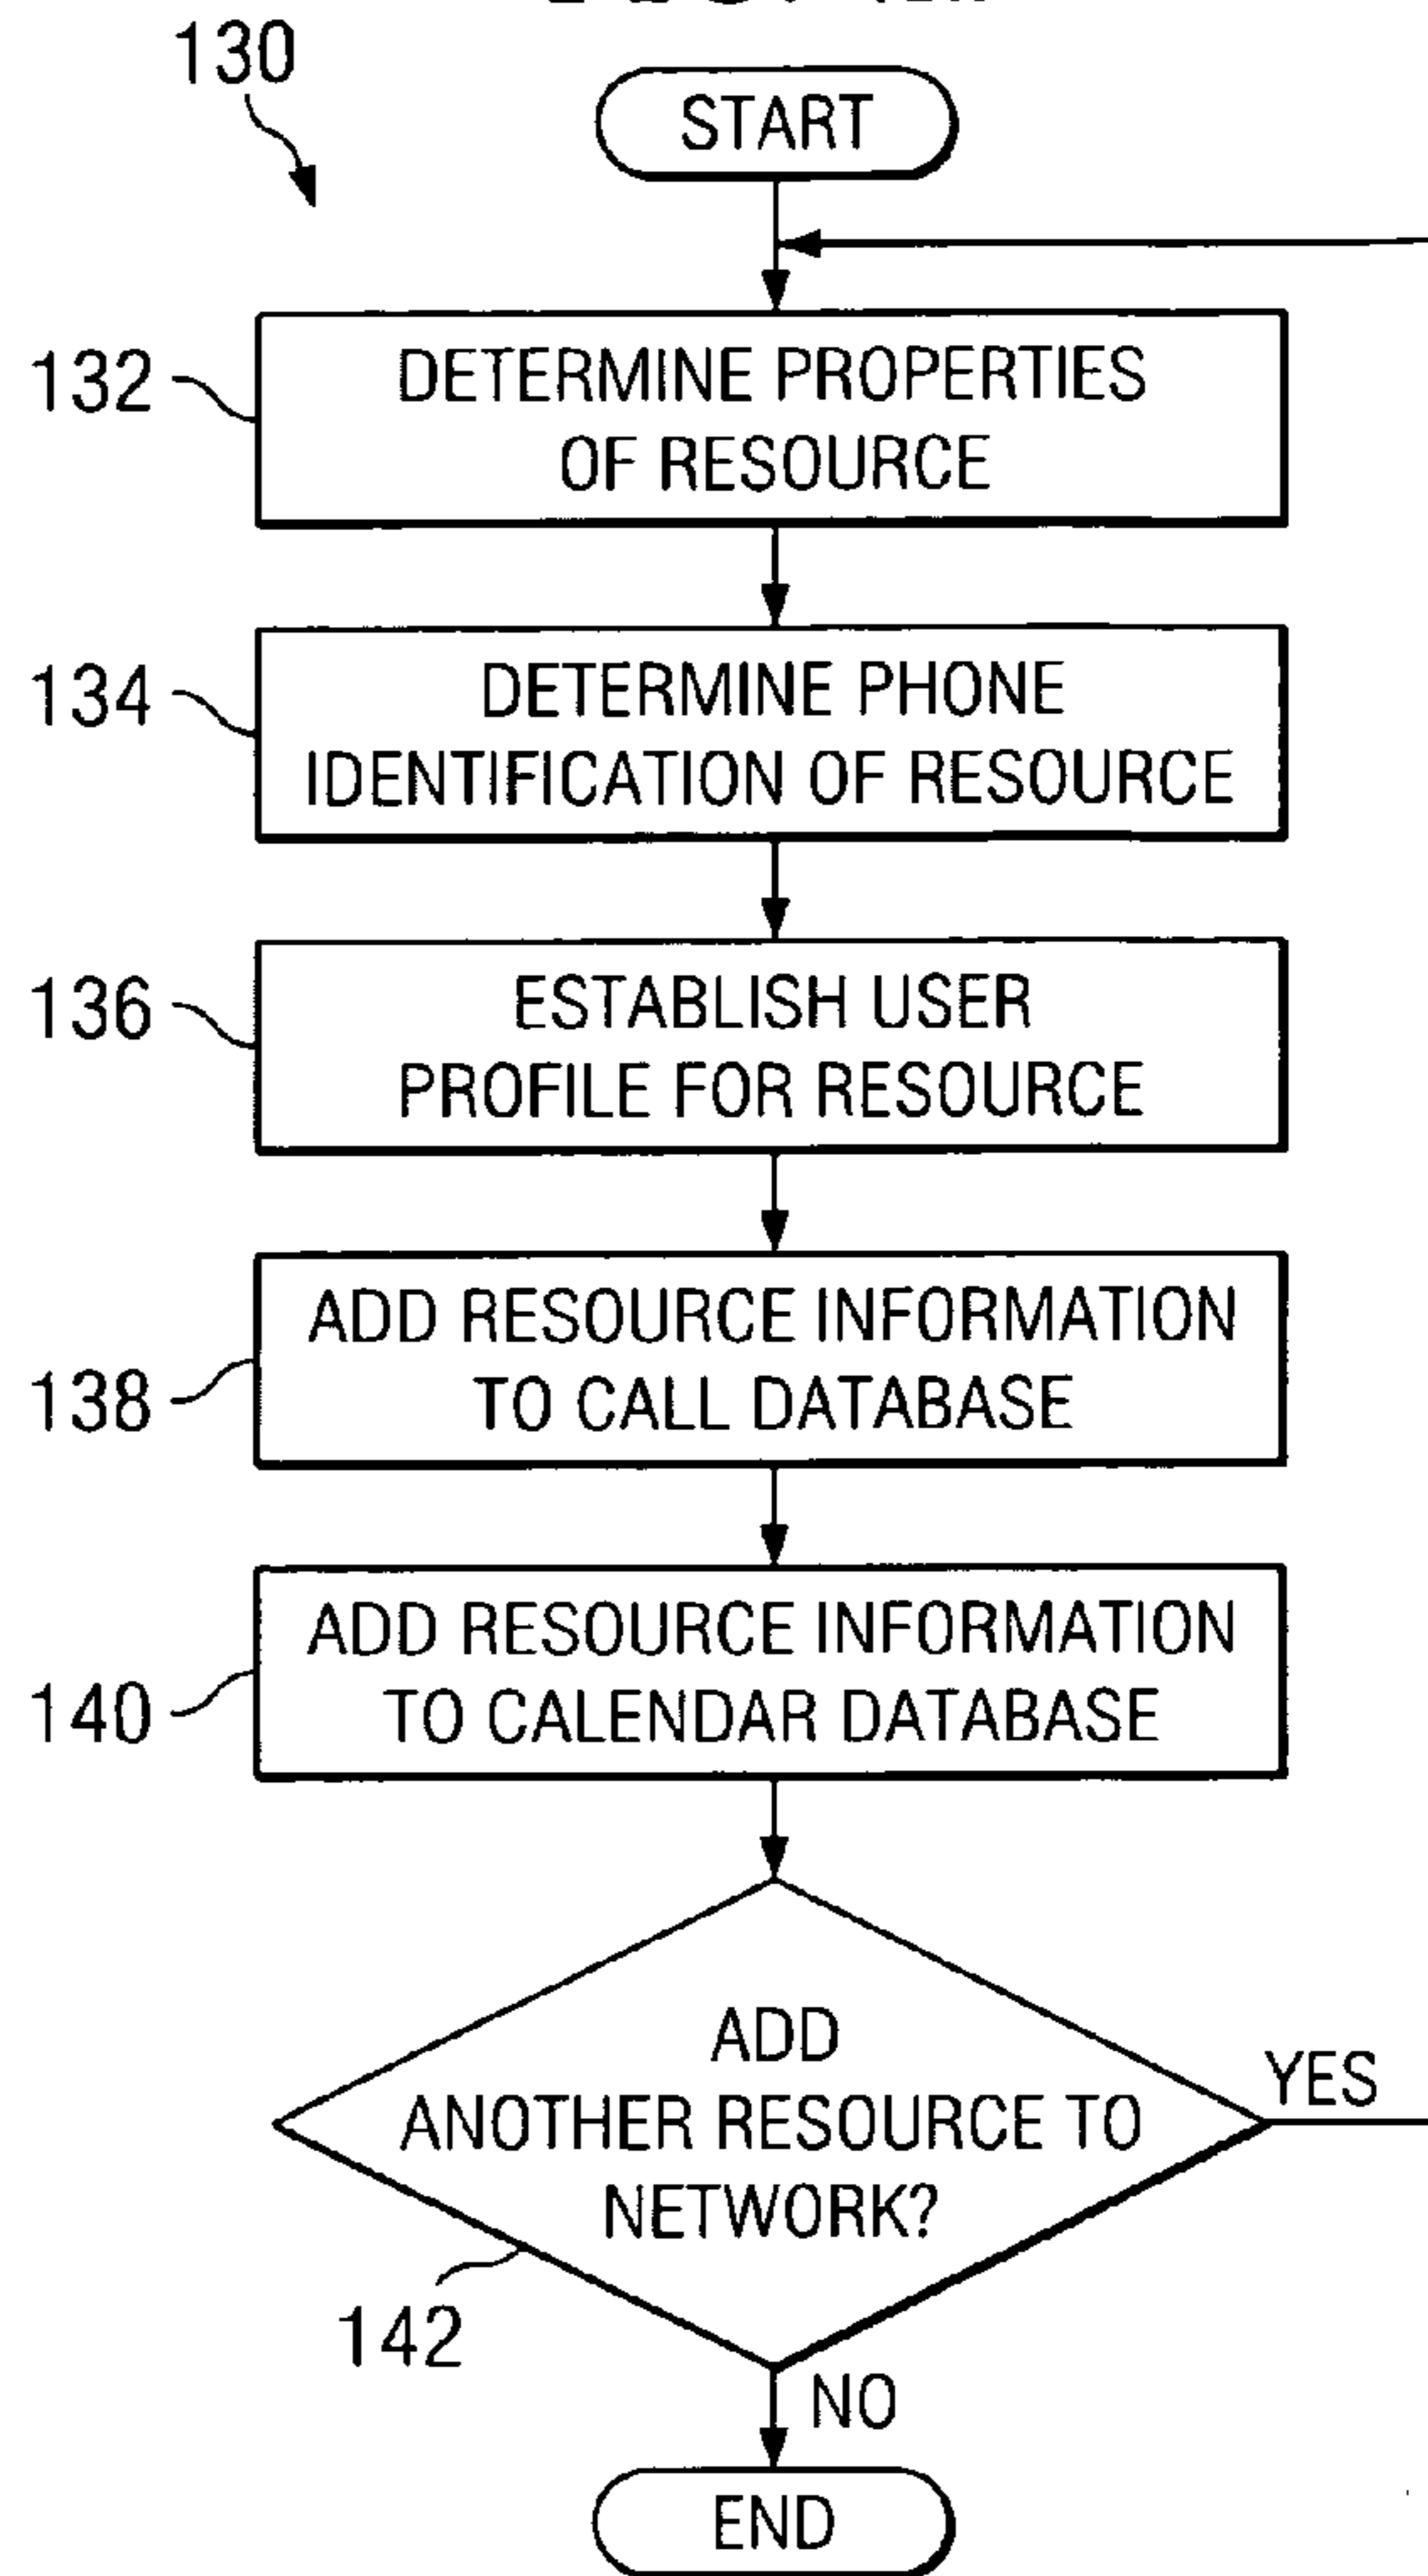 130
START
132
DETERMINE PROPERTIES
OF RESOURCE
134
DETERMINE PHONE
IDENTIFICATION OF RESOURCE
136
ESTABLISH USER
PROFILE FOR RESOURCE
138
ADD RESOURCE INFORMATION
TO CALL DATABASE
140
ADD RESOURCE INFORMATION
TO CALENDAR DATABASE
ADD
ANOTHER RESOURCE TO
NETWORK?
YES
142
NO
END